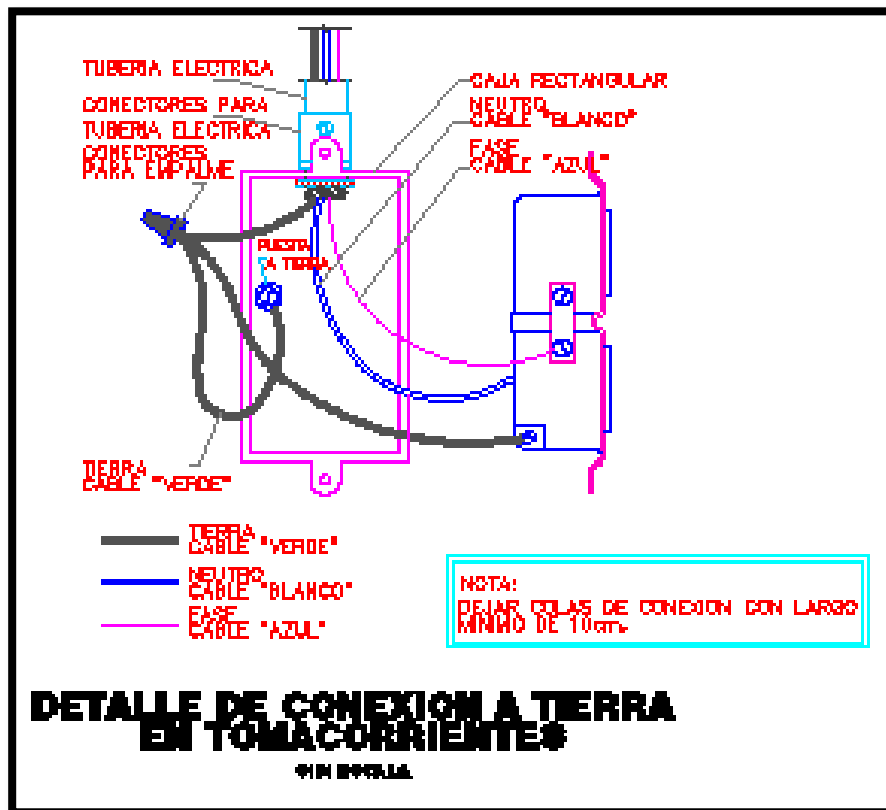 TUBERIA ELECTRICA
CONECTORES PARA
TUBERIA ELECTRICA
CONECTORES
PARA EMPALME
CAJA RECTANGULAR
NEUTRO
CABLE "BLANCO"
FASE
CABLE "AZUL"
PUESTA
A TIERRA
TIERRA
CABLE "VERDE"
TIERRA
CABLE "VERDE"
NEUTRO
CABLE "BLANCO"
FASE
CABLE "AZUL"
NOTA:
DEJAR COLAS DE CONEXION CON LARGO
MINIMO DE 10cm.
DETALLE DE CONEXION A TIERRA
EN TOMACORRIENTES
SIN ESCALA